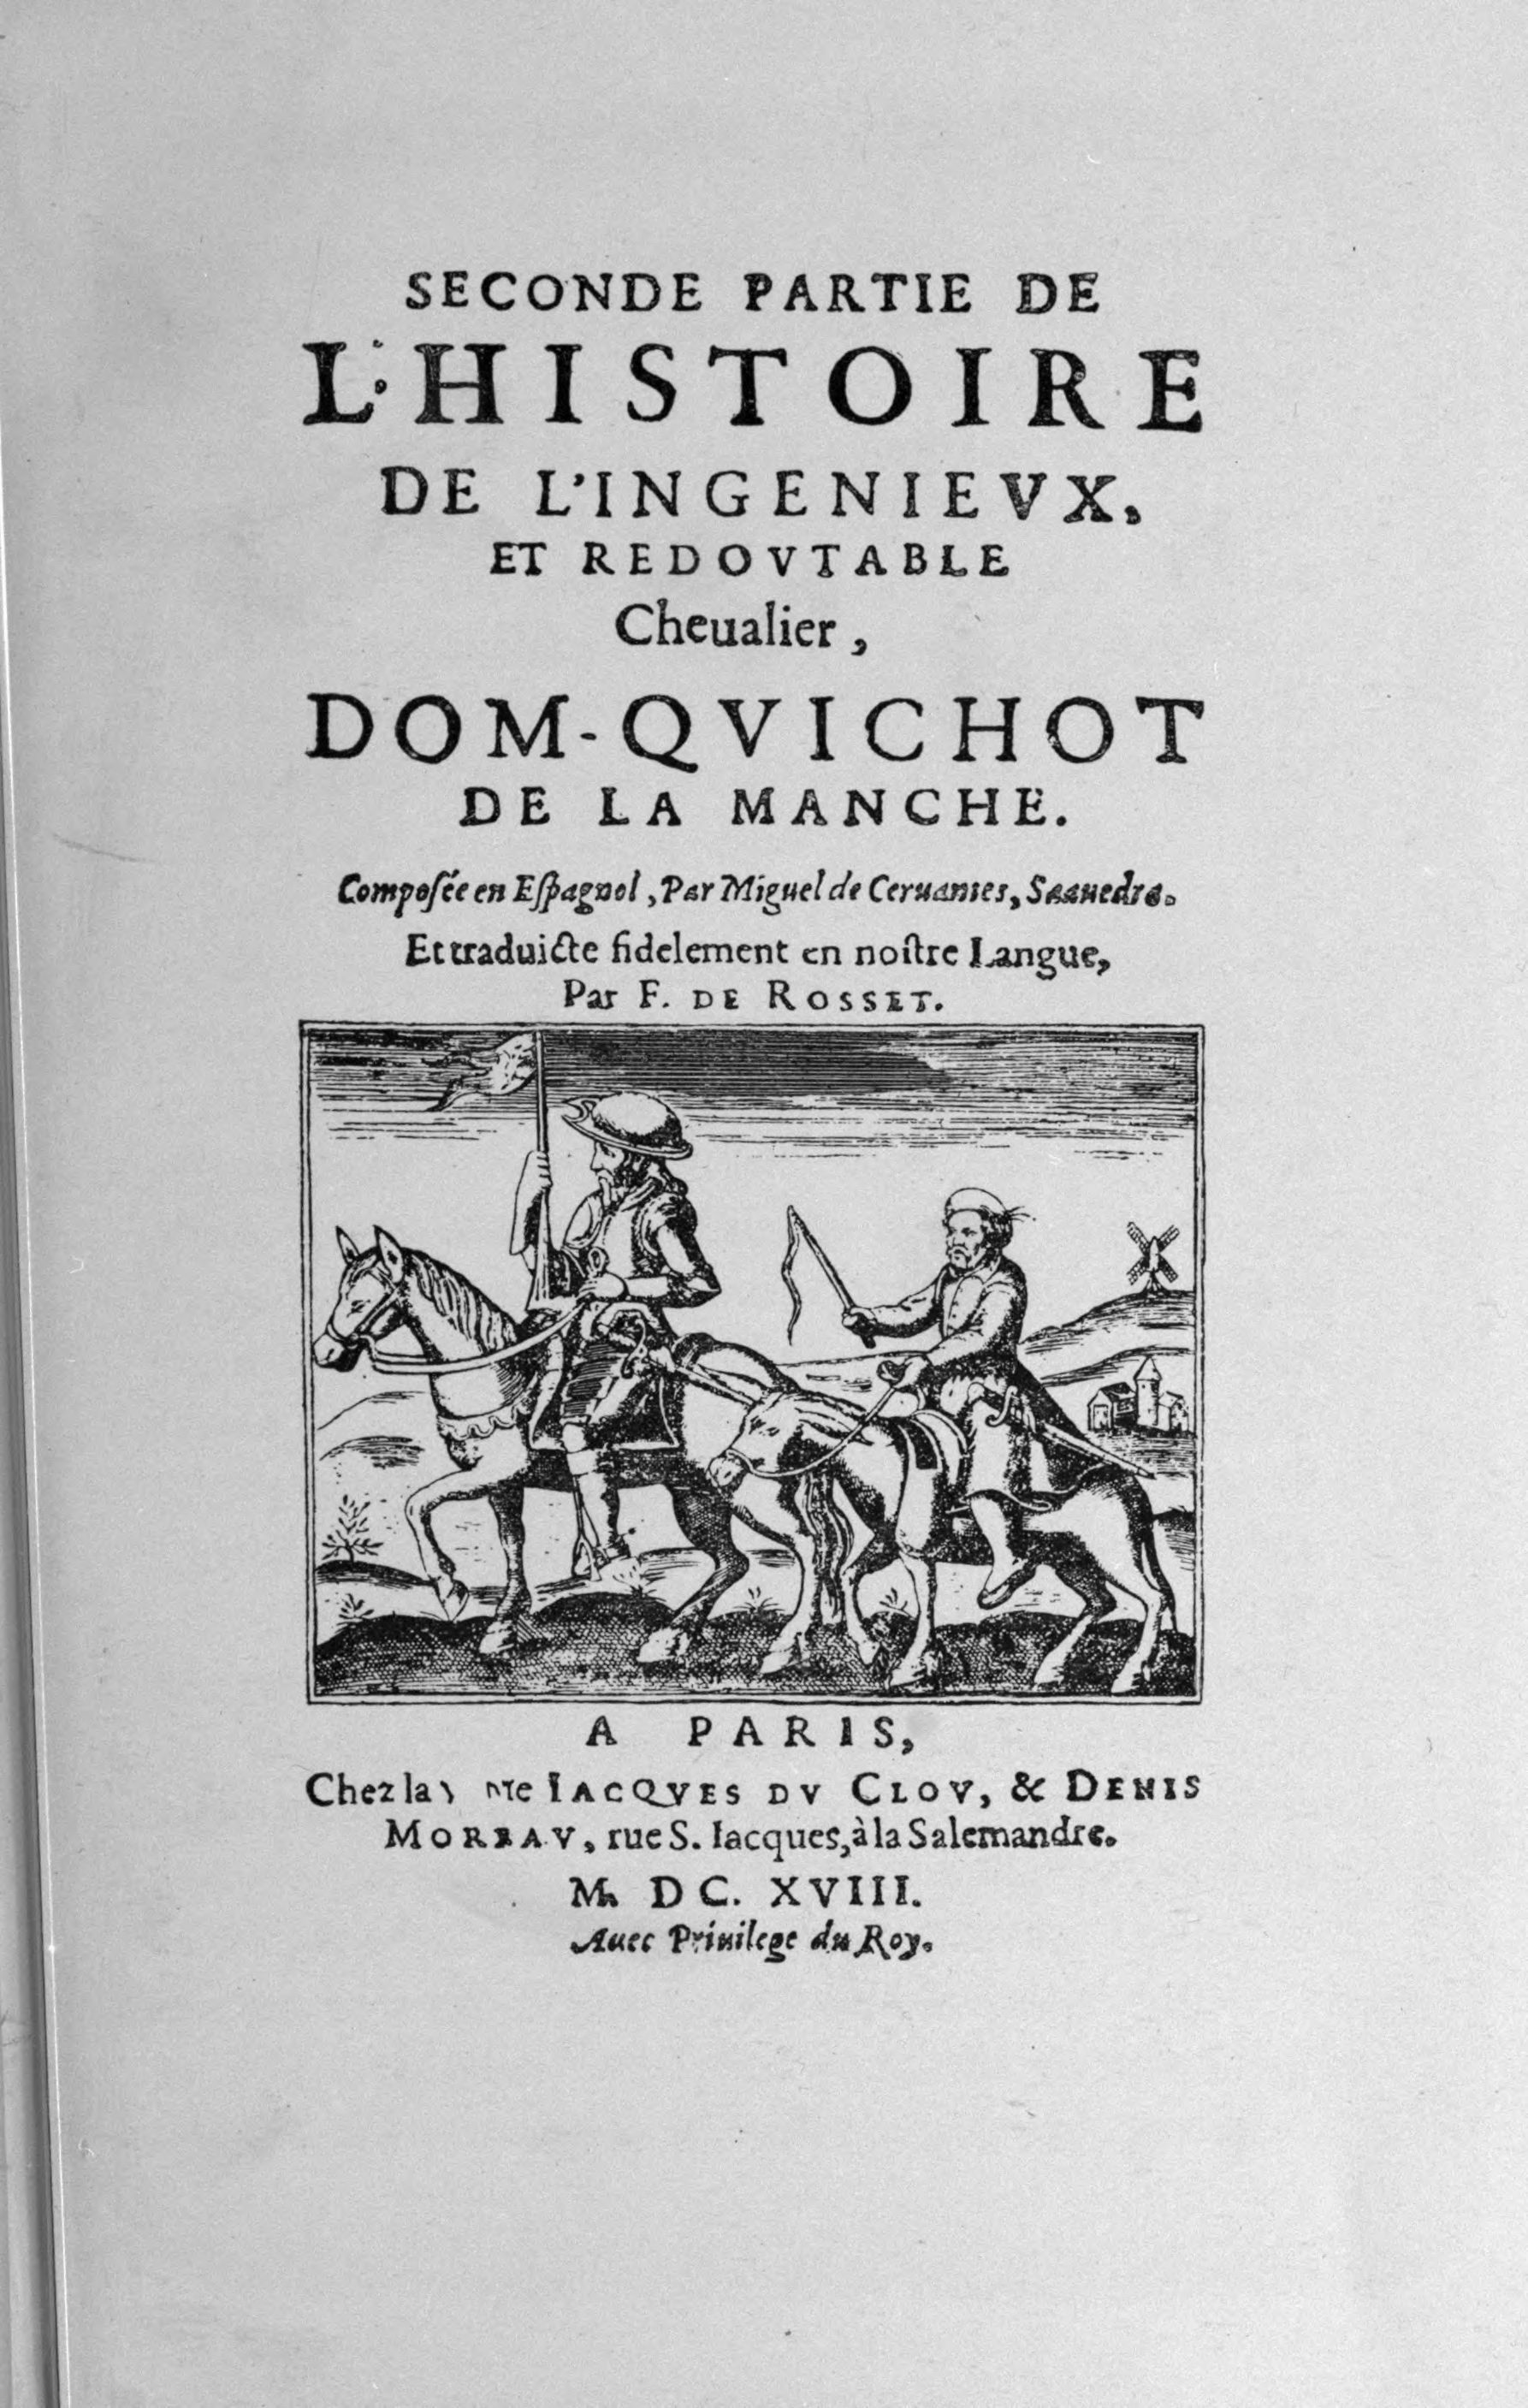 SECONDE PARTIE DE
L'HISTOIRE
DE L'INGENIEVX,
ET REDOVTABLE
Cheualier,
DOM-QVICHOT
DE LA MANCHE.
Compoſée en Eſpagnol, Par Miguel de Ceruantes, Saauedra.
Et traduicte fidelement en noſtre Langue,
Par F. DE ROSSET.
A PARIS,
Chez la IACQVES DV CLOV, & DENIS
MOREAV, rue S. Iacques, à la Salemandre.
M. DC. XVIII.
Auec Priuilege du Roy.